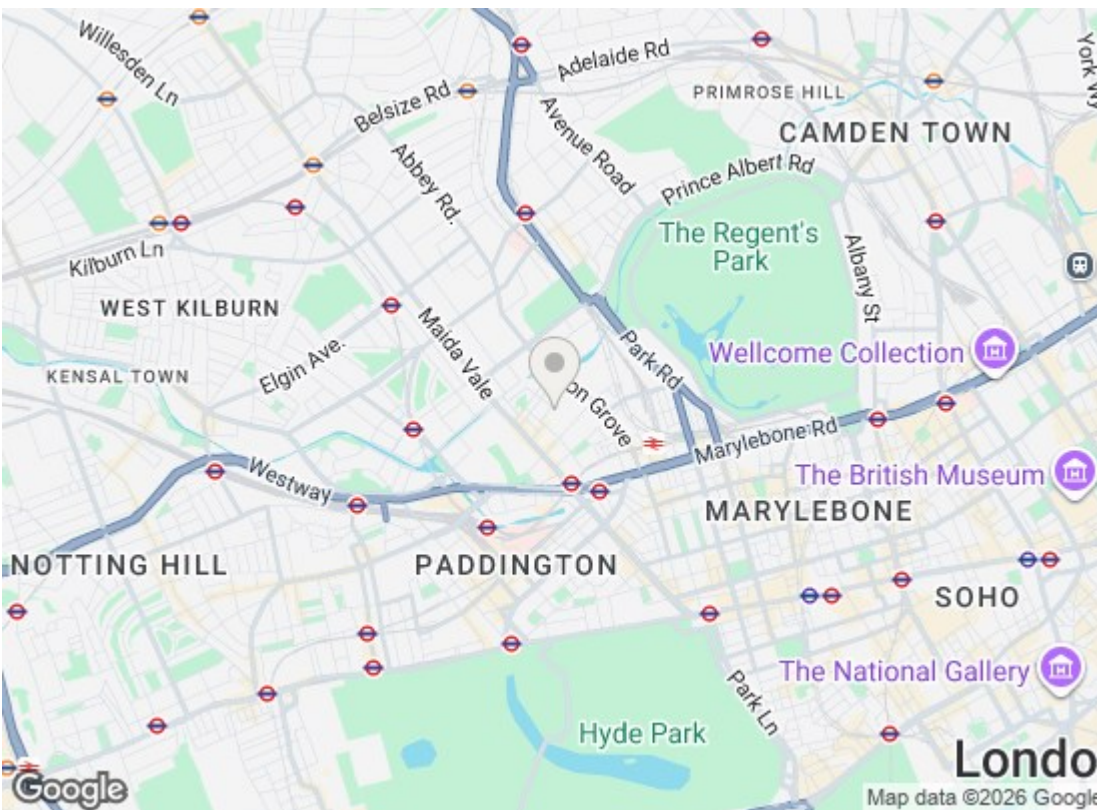 Willesden Ln
Adelaide Rd
York Wy
Belsize Rd
PRIMROSE HILL
Avenue Road
CAMDEN TOWN
Abbey Rd.
Prince Albert Rd
The Regent's
Park
Kilburn Ln
Albany St
WEST KILBURN
Maida Vale
Park Rd
Wellcome Collection
Elgin Ave.
KENSAL TOWN
on Grove
Marylebone Rd
Westway
The British Museum
MARYLEBONE
NOTTING HILL
PADDINGTON
SOHO
The National Gallery
Park Ln
Hyde Park
Londo
Google
Map data ©2026 Google